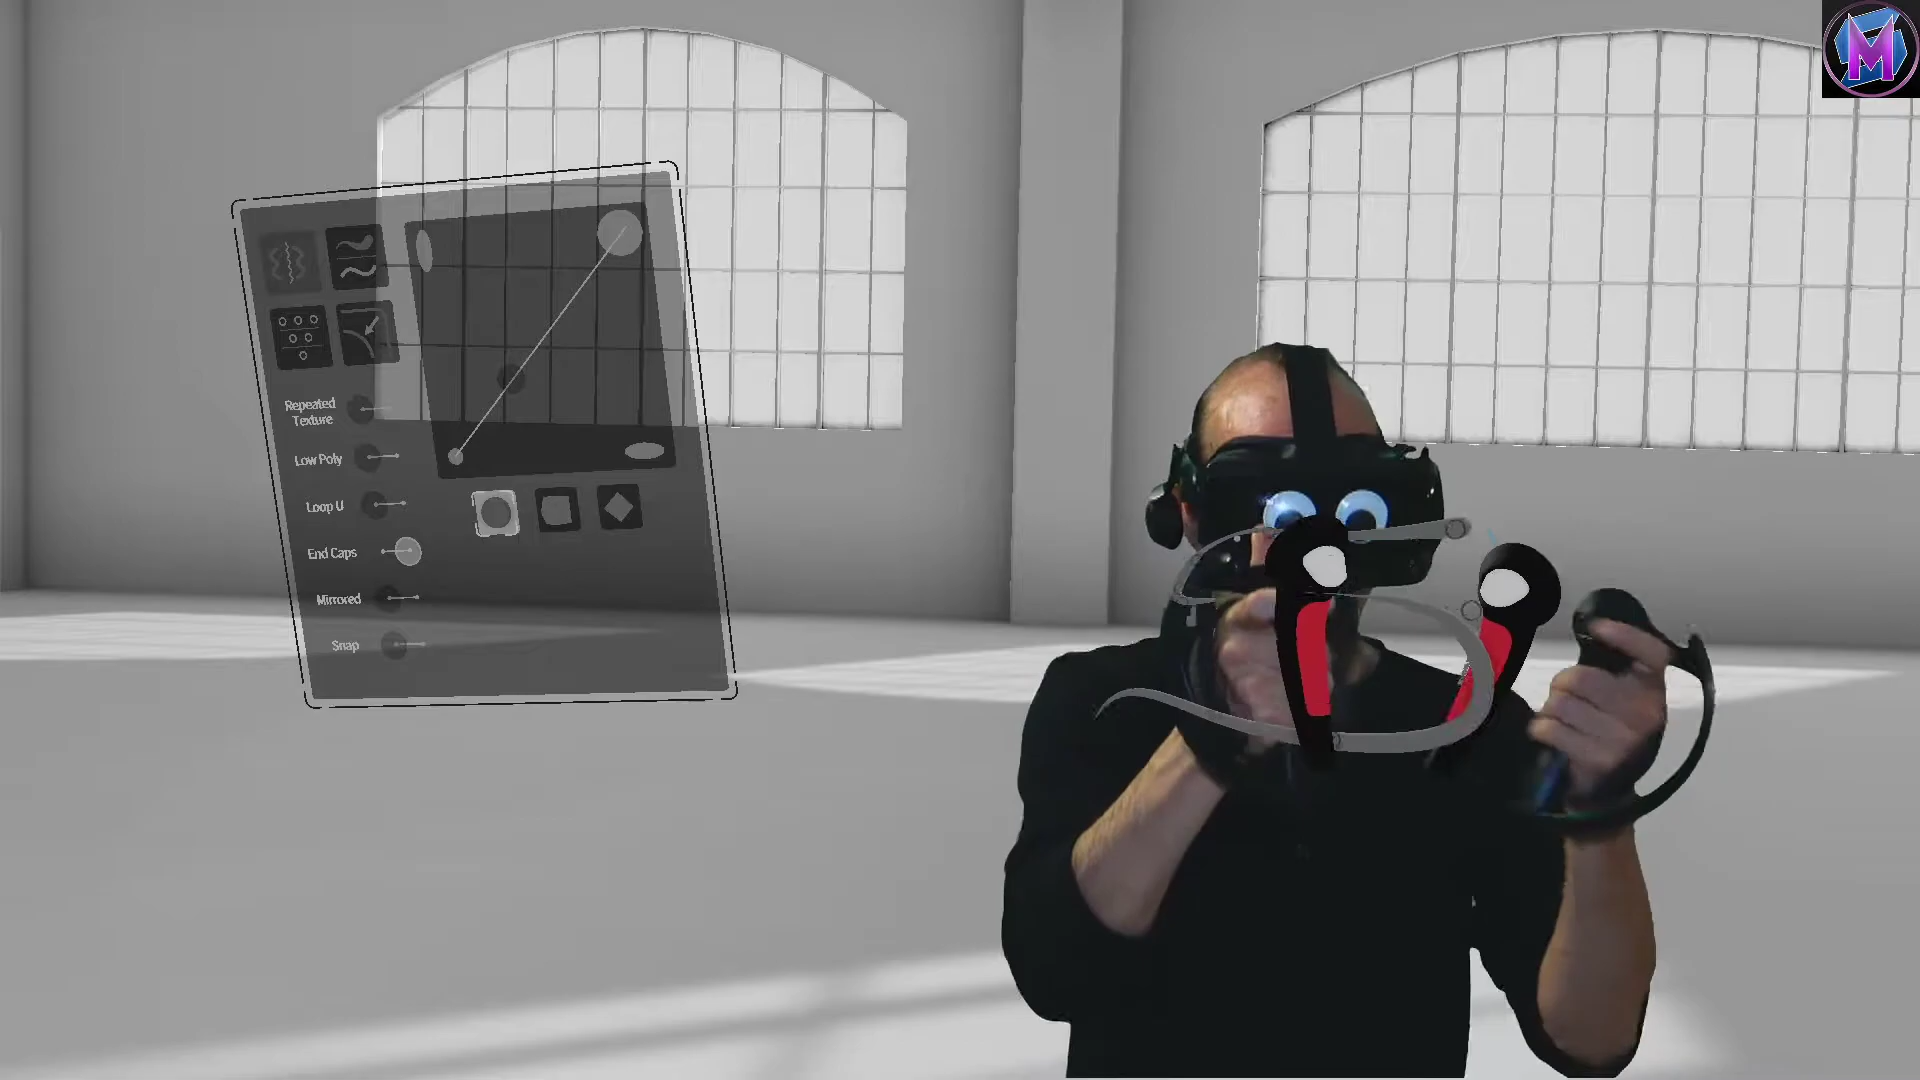 M
Repeated
Texture
Low Poly
Loop U
End Caps
Mirrored
Snap